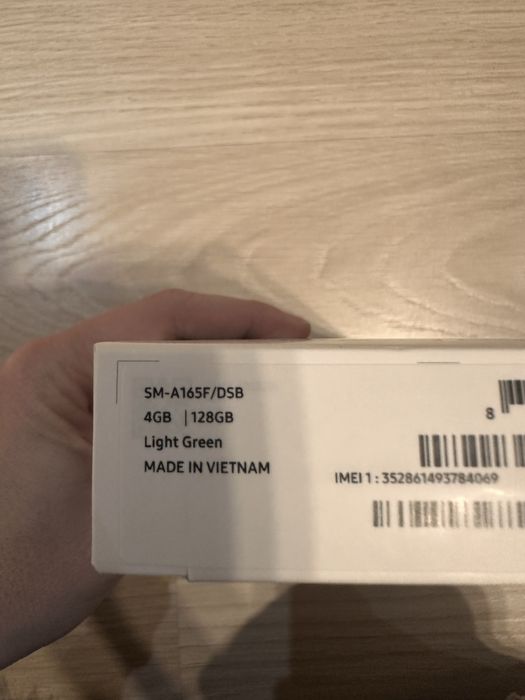 SM-A165F/DSB
4GB | 128GB
Light Green
MADE IN VIETNAM
8
IMEI 1 : 352861493784069